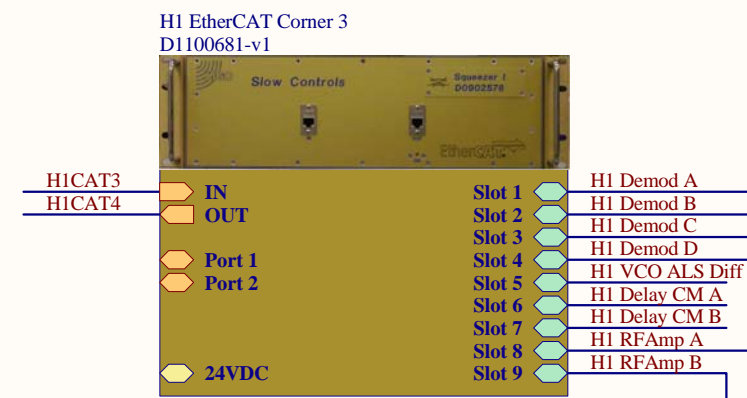 H1 EtherCAT Corner 3
D1100681-v1
Slow Controls
Squeezer 1
D0902578
EtherCAT
H1CAT3
H1CAT4
IN
OUT
Port 1
Port 2
24VDC
Slot 1
Slot 2
Slot 3
Slot 4
Slot 5
Slot 6
Slot 7
Slot 8
Slot 9
H1 Demod A
H1 Demod B
H1 Demod C
H1 Demod D
H1 VCO ALS Diff
H1 Delay CM A
H1 Delay CM B
H1 RFAmp A
H1 RFAmp B